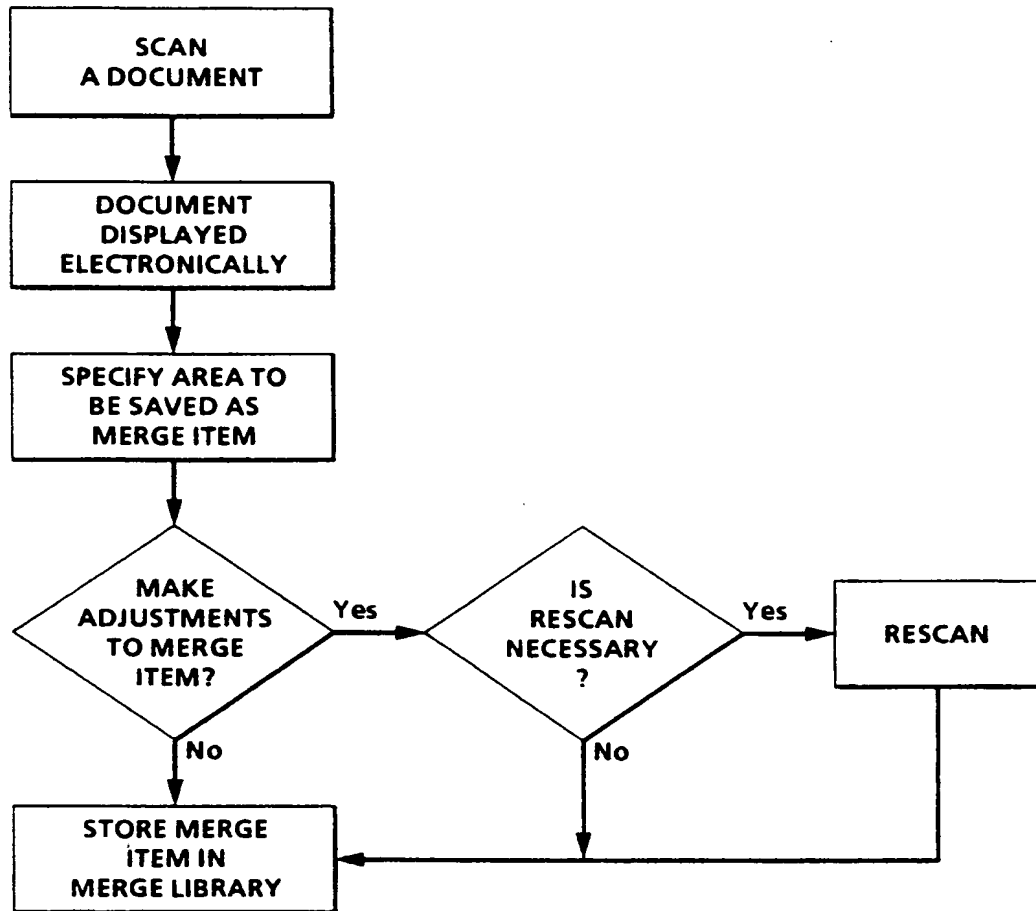 SCAN
A DOCUMENT
DOCUMENT
DISPLAYED
ELECTRONICALLY
SPECIFY AREA TO
BE SAVED AS
MERGE ITEM
MAKE
ADJUSTMENTS
TO MERGE
ITEM?
Yes
No
IS
RESCAN
NECESSARY
?
Yes
No
RESCAN
STORE MERGE
ITEM IN
MERGE LIBRARY